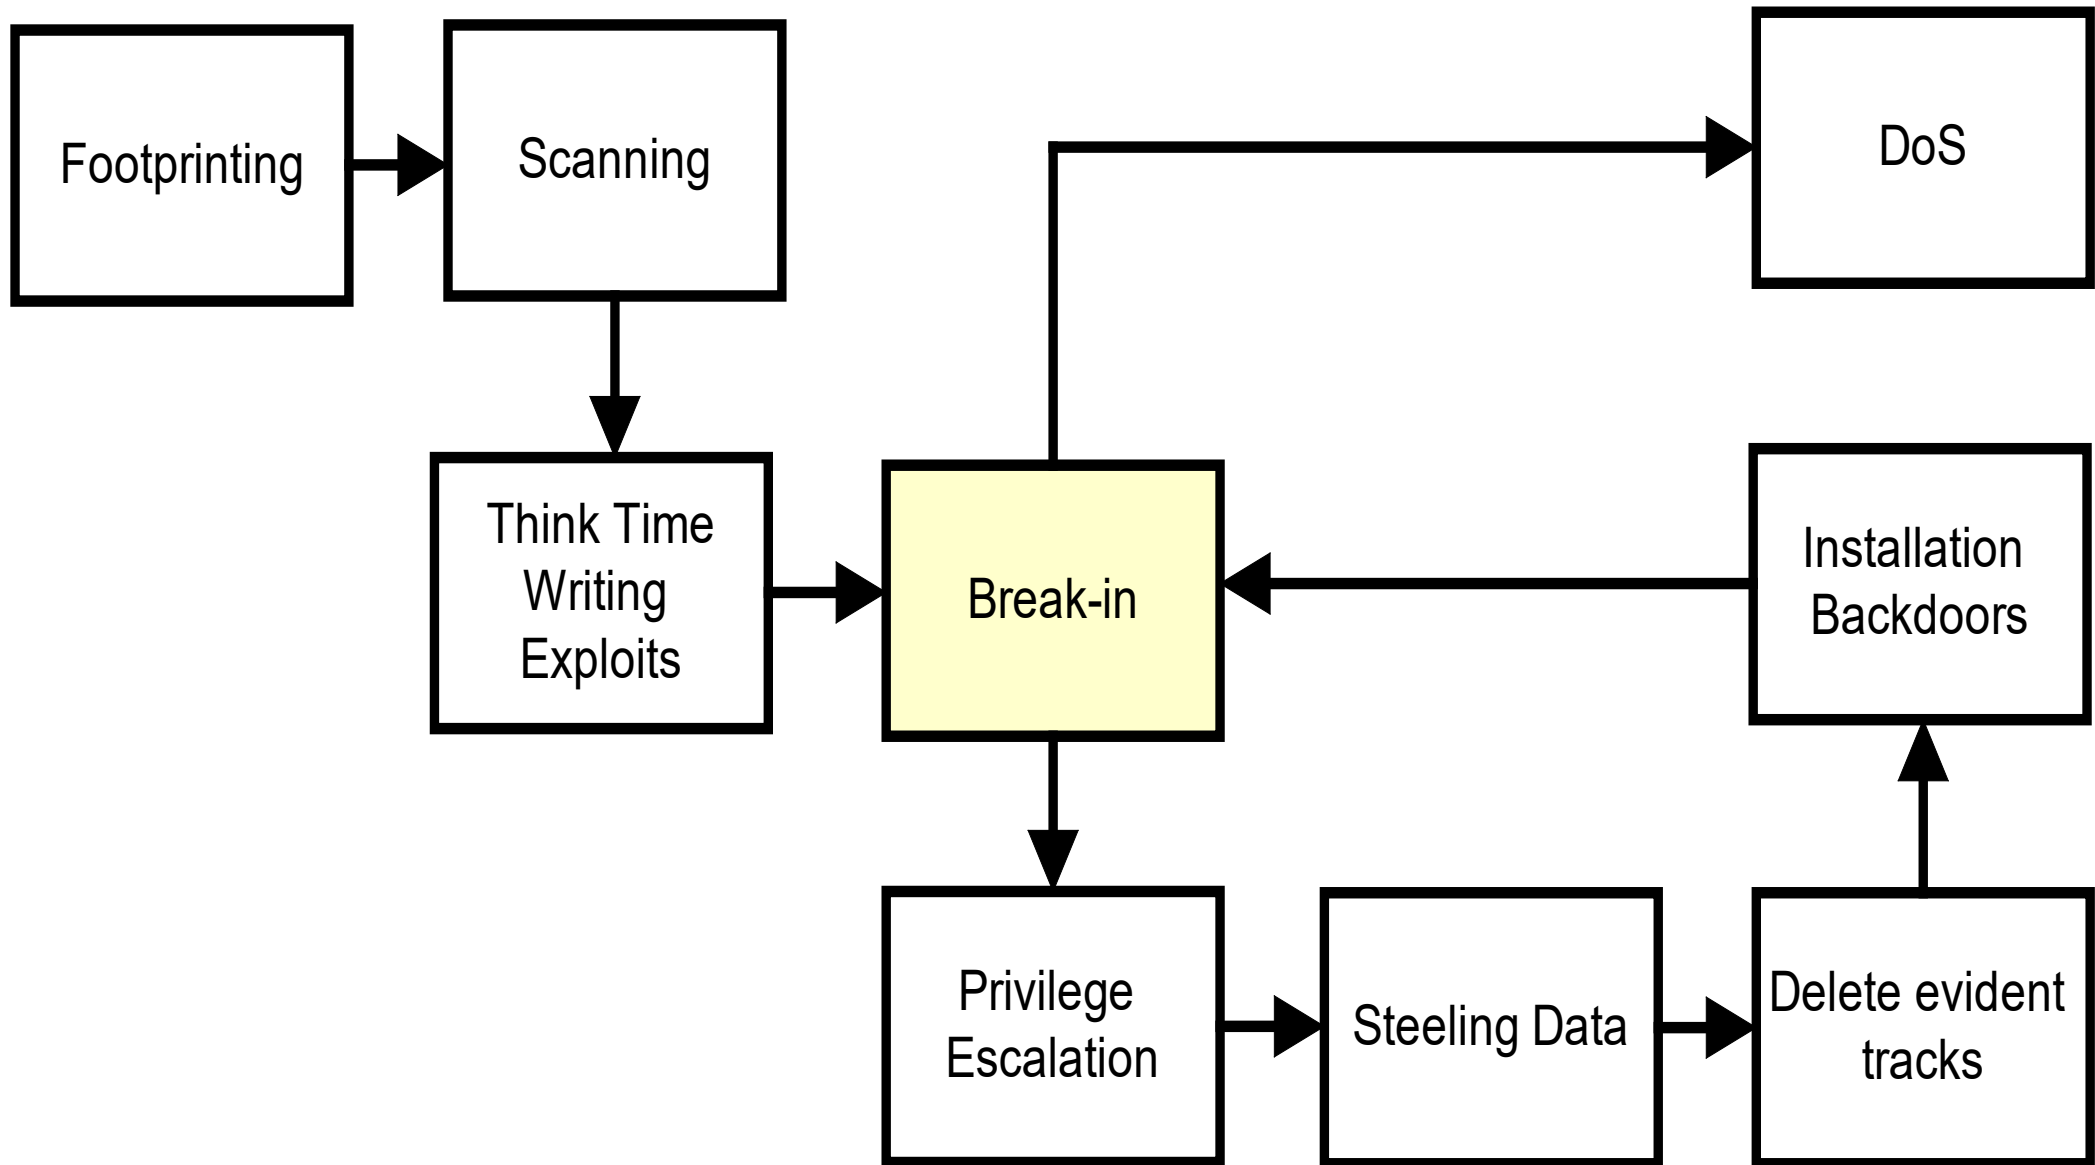 Footprinting
Scanning
DoS
Think Time
Writing
Exploits
Break-in
Installation
Backdoors
Privilege
Escalation
Steeling Data
Delete evident
tracks